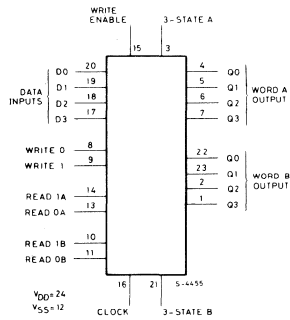 WRITE ENABLE
3-STATE A
15
3
DATA INPUTS
D0 20
D1 19
D2 18
D3 17
WRITE 0 8
WRITE 1 9
READ 1A 14
READ 0A 13
READ 1B 10
READ 0B 11
4 Q0
5 Q1
6 Q2
7 Q3
WORD A OUTPUT
22 Q0
23 Q1
2 Q2
1 Q3
WORD B OUTPUT
16
21
S-4455
VDD=24
VSS=12
CLOCK
3-STATE B